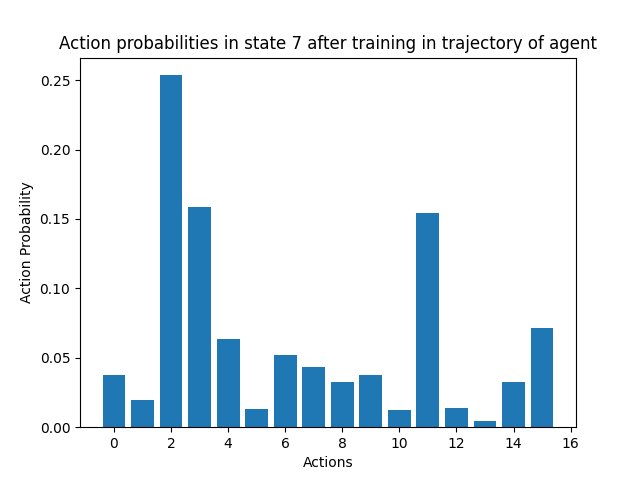 Action probabilities in state 7 after training in trajectory of agent
0.25
0.20
0.15
0.10
0.05
0.00
Action Probability
0 2 4 6 8 10 12 14 16
Actions